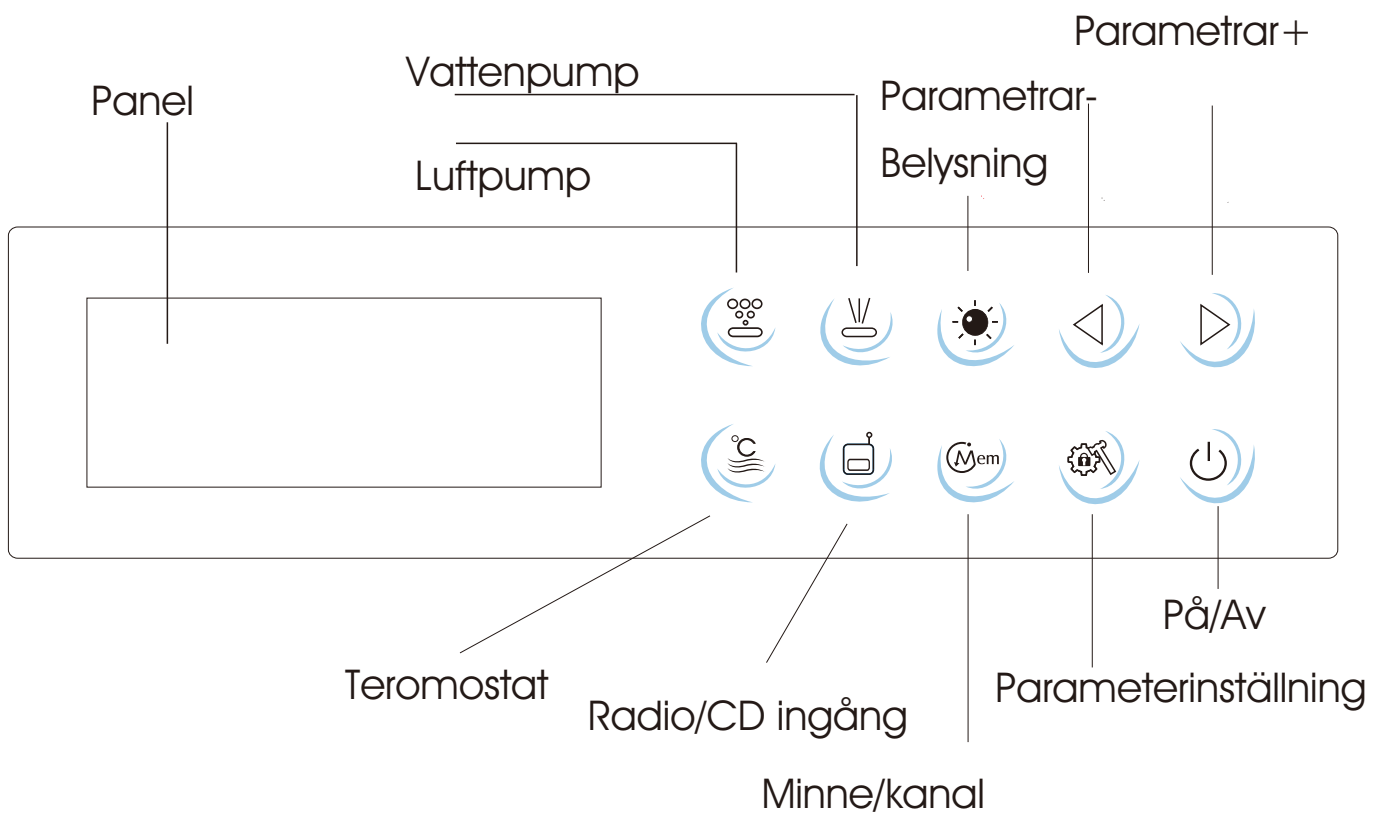 Parametrar+
Vattenpump
Panel
Parametrar-
Belysning
Luftpump
°C
Mem
På/Av
Teromostat
Parameterinställning
Radio/CD ingång
Minne/kanal